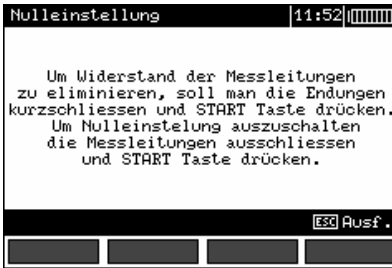 Nulleinstellung 11:52
Um Widerstand der Messleitungen
zu eliminieren, soll man die Endungen
kurzschliessen und START Taste drücken.
Um Nulleinstelung auszuschalten
die Messleitungen ausschliessen
und START Taste drücken.
ESC Ausf.